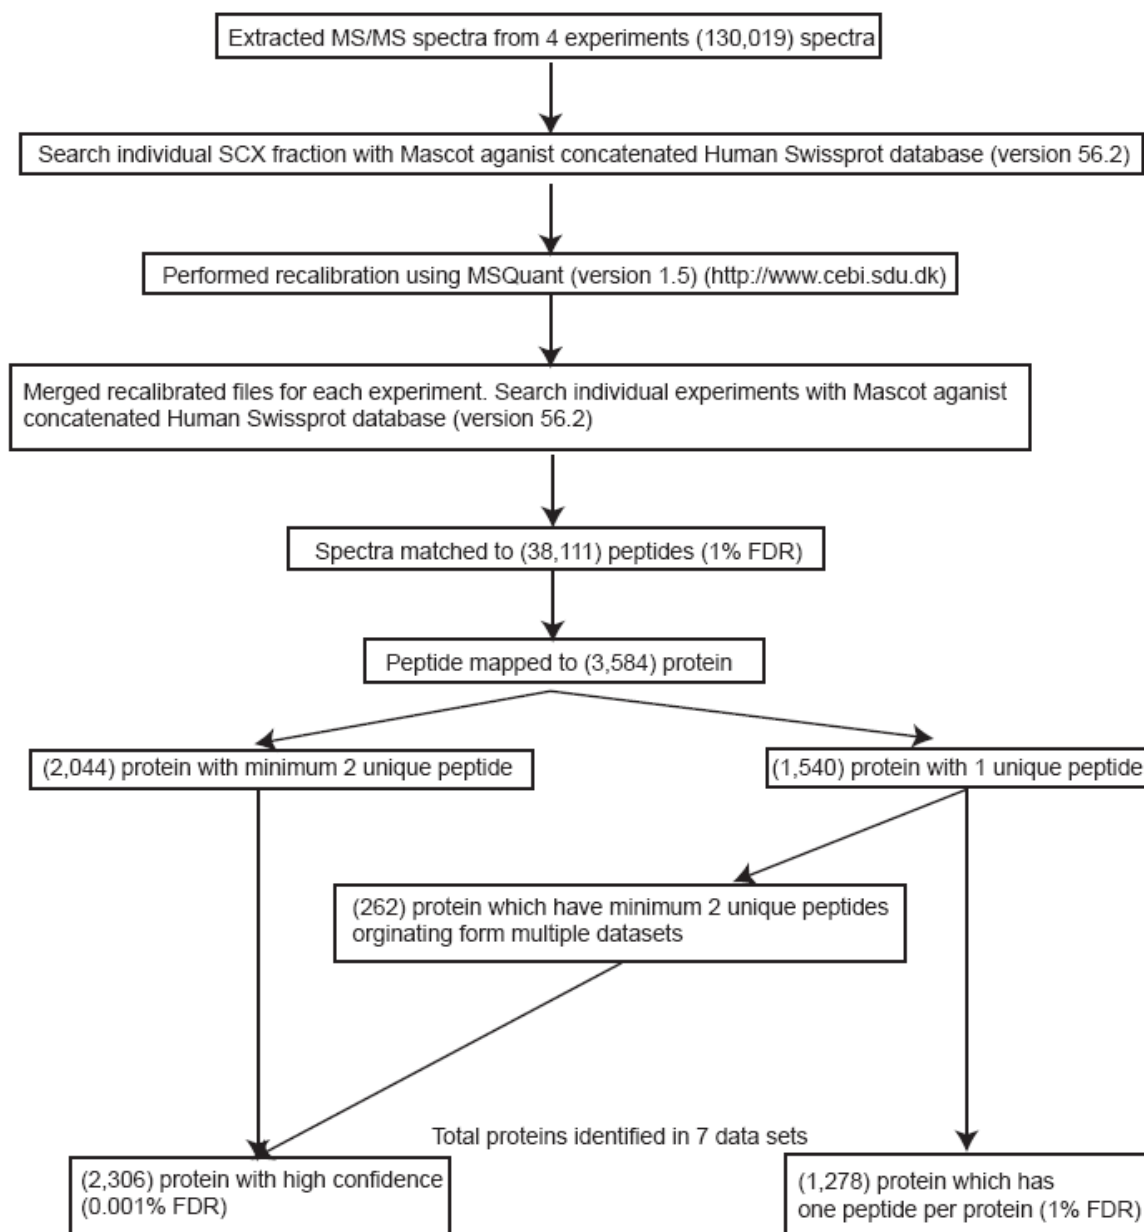 Extracted MS/MS spectra from 4 experiments (130,019) spectra
Search individual SCX fraction with Mascot aganist concatenated Human Swissprot database (version 56.2)
Performed recalibration using MSQuant (version 1.5) (http://www.cebi.sdu.dk)
Merged recalibrated files for each experiment. Search individual experiments with Mascot aganist
concatenated Human Swissprot database (version 56.2)
Spectra matched to (38,111) peptides (1% FDR)
Peptide mapped to (3,584) protein
(2,044) protein with minimum 2 unique peptide
(1,540) protein with 1 unique peptide
(262) protein which have minimum 2 unique peptides
orginating form multiple datasets
Total proteins identified in 7 data sets
(2,306) protein with high confidence
(0.001% FDR)
(1,278) protein which has
one peptide per protein (1% FDR)